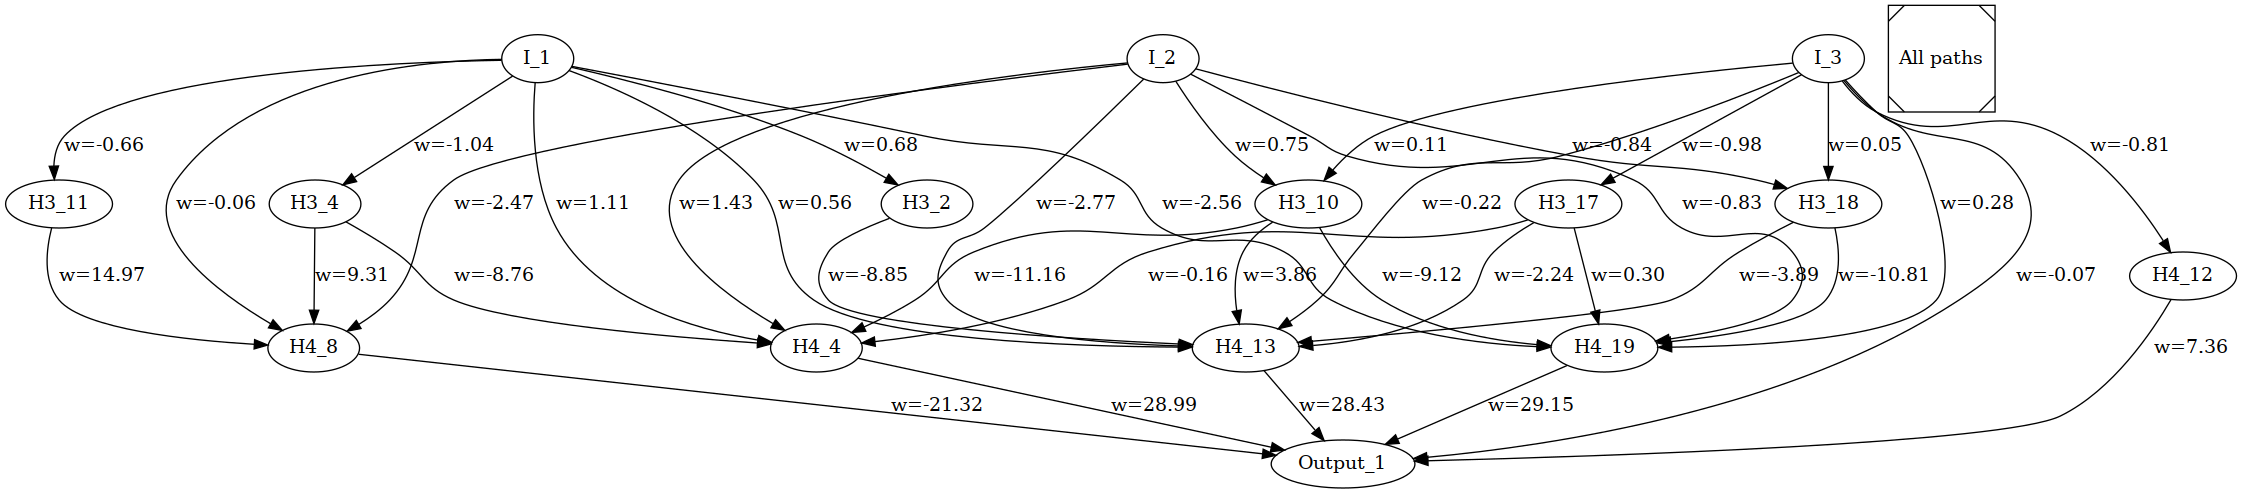 I_1
I_2
I_3
All paths
w=-0.66
w=-1.04
w=0.68
w=0.75
w=0.11
w=-0.84
w=-0.98
w=0.05
w=-0.81
H3_11
w=-0.06
H3_4
w=-2.47
w=1.11
w=1.43
w=0.56
H3_2
w=-2.77
w=-2.56
H3_10
w=-0.22
H3_17
w=-0.83
H3_18
w=0.28
w=14.97
w=9.31
w=-8.76
w=-8.85
w=-11.16
w=-0.16
w=3.86
w=-9.12
w=-2.24
w=0.30
w=-3.89
w=-10.81
w=-0.07
H4_12
H4_8
H4_4
H4_13
H4_19
w=7.36
w=-21.32
w=28.99
w=28.43
w=29.15
Output_1